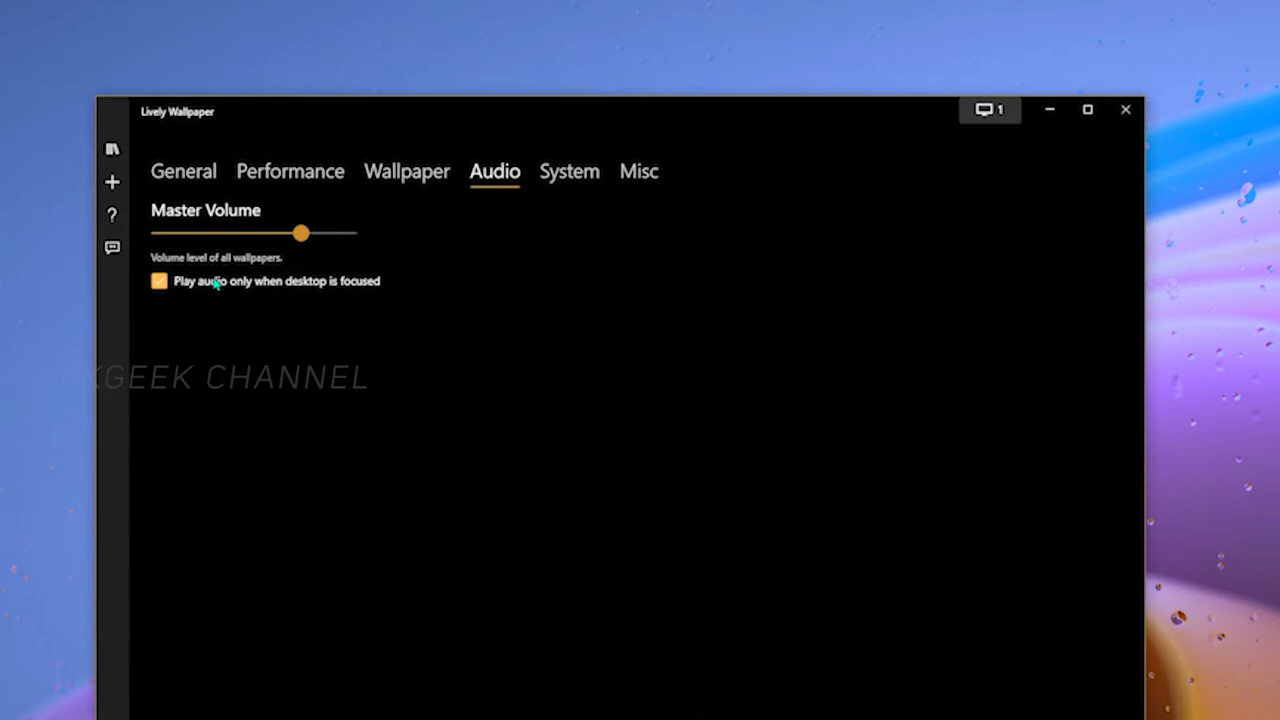 Lively Wallpaper
1
General Performance Wallpaper Audio System Misc
Master Volume
Volume level of all wallpapers.
Play audio only when desktop is focused
KGEEK CHANNEL